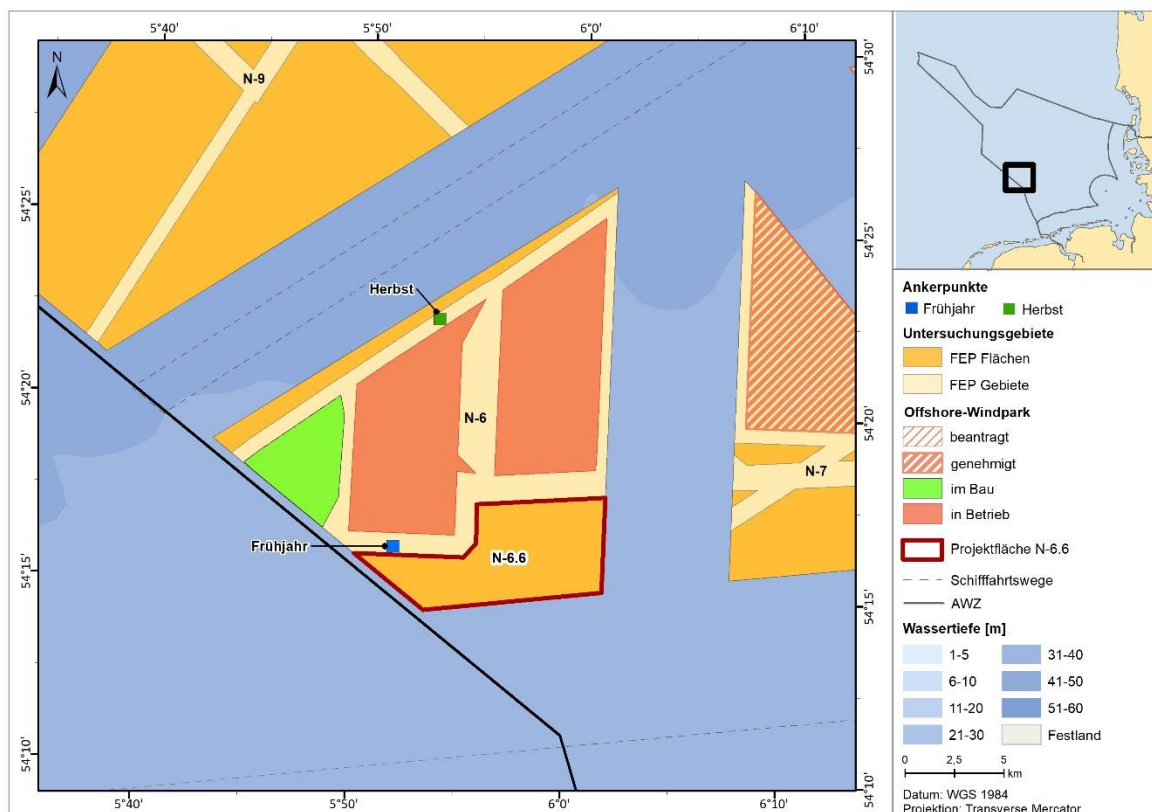 5°40'
5°50'
6°0'
6°10'
N
N-9
54°30'
54°25'
54°25'
Herbst
54°20'
N-6
54°20'
N-7
Frühjahr
N-6.6
54°15'
54°15'
54°10'
54°10'
5°40'
5°50'
6°0'
6°10'
Ankerpunkte
Frühjahr
Herbst
Untersuchungsgebiete
FEP Flächen
FEP Gebiete
Offshore-Windpark
beantragt
genehmigt
im Bau
in Betrieb
Projektfläche N-6.6
Schifffahrtswege
AWZ
Wassertiefe [m]
1-5
31-40
6-10
41-50
11-20
51-60
21-30
Festland
0 2,5 5
km
Datum: WGS 1984
Projektion: Transverse Mercator